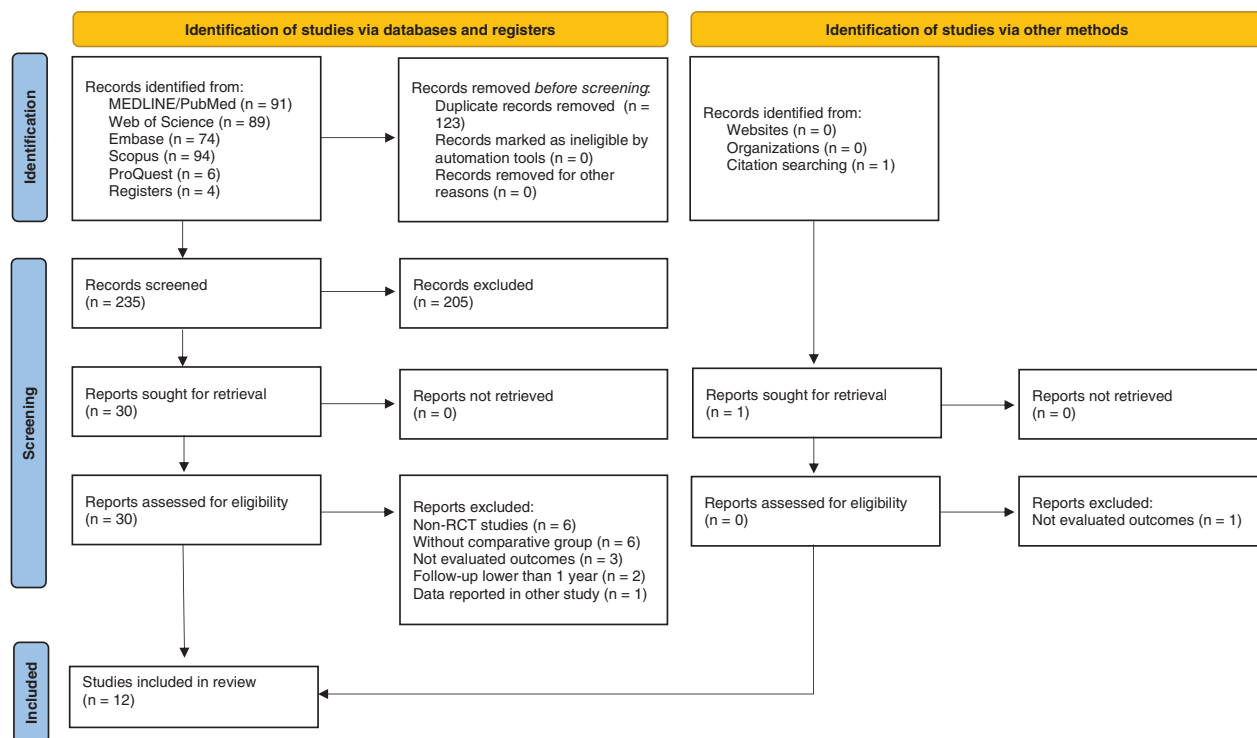 Identification of studies via databases and registers
Identification of studies via other methods
Identification
Records identified from:
MEDLINE/PubMed (n = 91)
Web of Science (n = 89)
Embase (n = 74)
Scopus (n = 94)
ProQuest (n = 6)
Registers (n = 4)
Records removed before screening:
Duplicate records removed (n =
123)
Records marked as ineligible by
automation tools (n = 0)
Records removed for other
reasons (n = 0)
Records identified from:
Websites (n = 0)
Organizations (n = 0)
Citation searching (n = 1)
Screening
Records screened
(n = 235)
Records excluded
(n = 205)
Reports sought for retrieval
(n = 30)
Reports not retrieved
(n = 0)
Reports sought for retrieval
(n = 1)
Reports not retrieved
(n = 0)
Reports assessed for eligibility
(n = 30)
Reports excluded:
Non-RCT studies (n = 6)
Without comparative group (n = 6)
Not evaluated outcomes (n = 3)
Follow-up lower than 1 year (n = 2)
Data reported in other study (n = 1)
Reports assessed for eligibility
(n = 0)
Reports excluded:
Not evaluated outcomes (n = 1)
Included
Studies included in review
(n = 12)